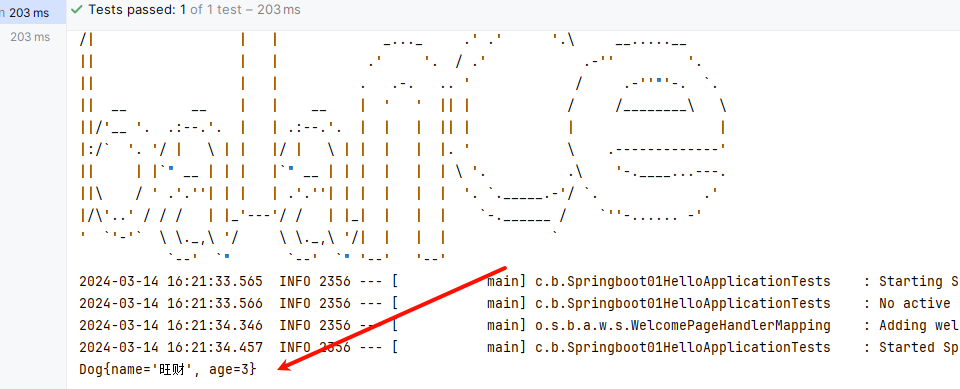 203 ms
Tests passed: 1 of 1 test – 203 ms
203 ms
balance
2024-03-14 16:21:33.565  INFO 2356 --- [           main] c.b.Springboot01HelloApplicationTests    : Starting S
2024-03-14 16:21:33.566  INFO 2356 --- [           main] c.b.Springboot01HelloApplicationTests    : No active
2024-03-14 16:21:34.346  INFO 2356 --- [           main] o.s.b.a.w.s.WelcomePageHandlerMapping    : Adding wel
2024-03-14 16:21:34.457  INFO 2356 --- [           main] c.b.Springboot01HelloApplicationTests    : Started Sp
Dog{name='旺财', age=3}